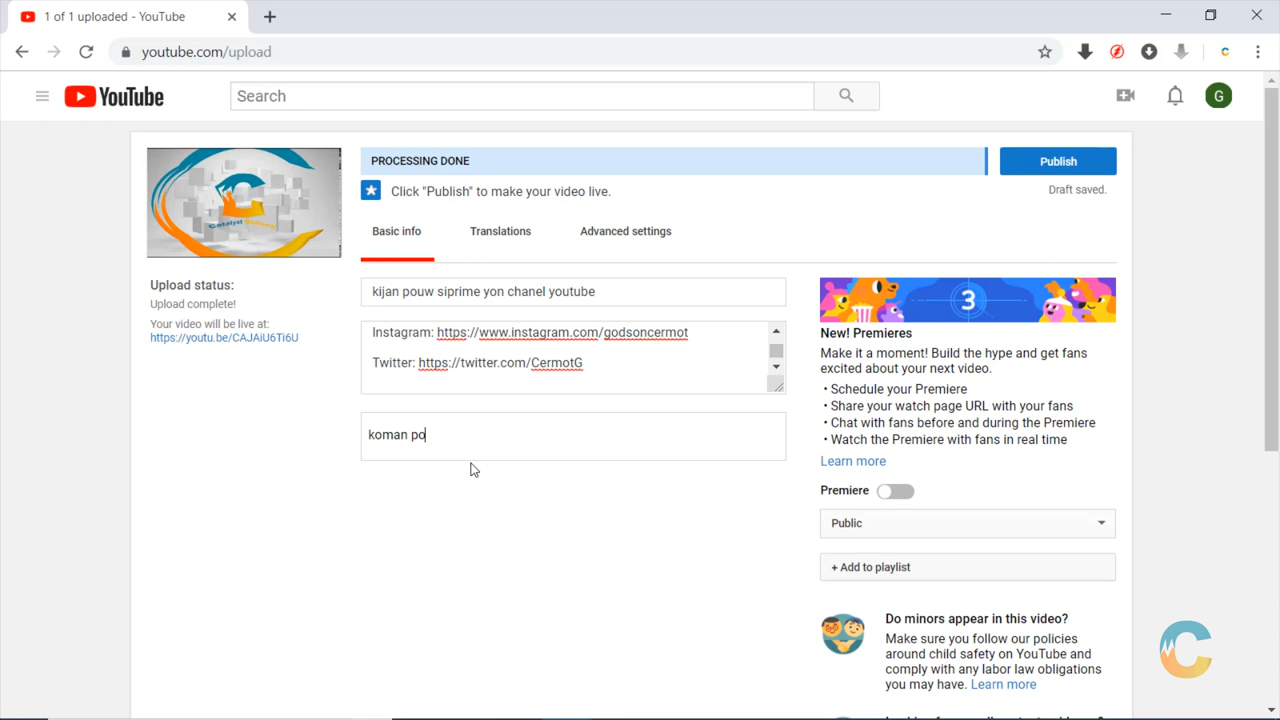 1 of 1 uploaded - YouTube
youtube.com/upload
YouTube
Search
G
PROCESSING DONE
Publish
Click "Publish" to make your video live.
Draft saved.
Basic info
Translations
Advanced settings
Upload status:
Upload complete!
Your video will be live at:
https://youtu.be/CAJAiU6Ti6U
kijan pouw siprime yon chanel youtube
Instagram: https://www.instagram.com/godsoncermot
Twitter: https://twitter.com/CermotG
koman po
3
New! Premieres
Make it a moment! Build the hype and get fans
excited about your next video.
• Schedule your Premiere
• Share your watch page URL with your fans
• Chat with fans before and during the Premiere
• Watch the Premiere with fans in real time
Learn more
Premiere
Public
+ Add to playlist
Do minors appear in this video?
Make sure you follow our policies
around child safety on YouTube and
comply with any labor law obligations
you may have. Learn more